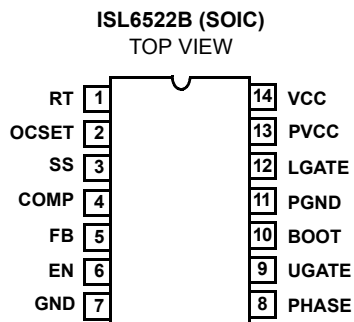 ISL6522B (SOIC)
TOP VIEW
RT 1 14 VCC
OCSET 2 13 PVCC
SS 3 12 LGATE
COMP 4 11 PGND
FB 5 10 BOOT
EN 6 9 UGATE
GND 7 8 PHASE